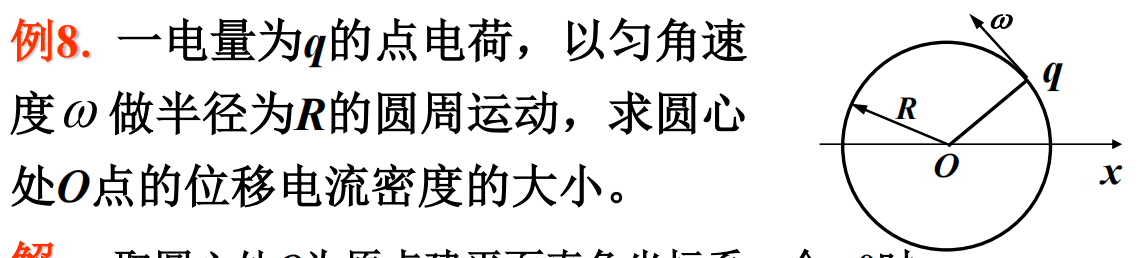 例8. 一电量为q的点电荷，以匀角速
度ω做半径为R的圆周运动，求圆心
处O点的位移电流密度的大小。
ω
q
R
O
x